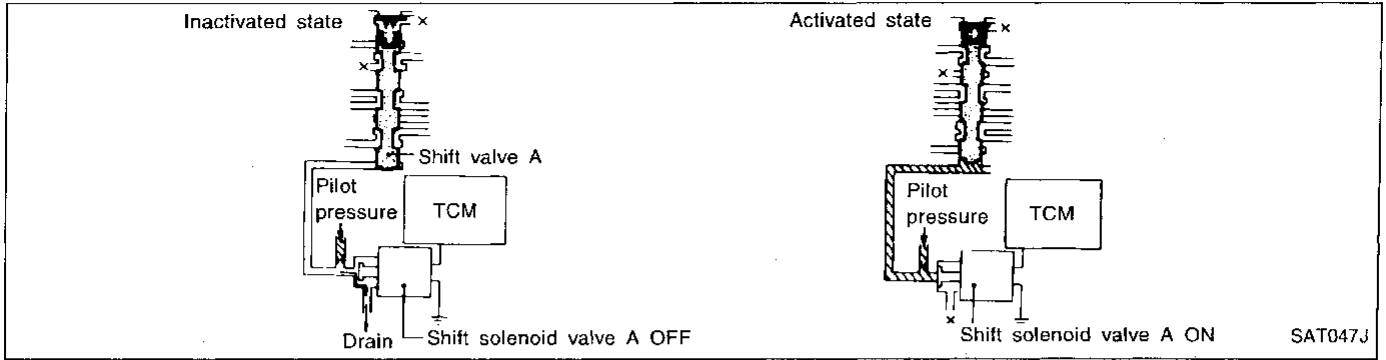 Inactivated state
×
×
Shift valve A
Pilot
pressure
TCM
Drain
Shift solenoid valve A OFF
Activated state
×
×
Pilot
pressure
TCM
×
Shift solenoid valve A ON
SAT047J